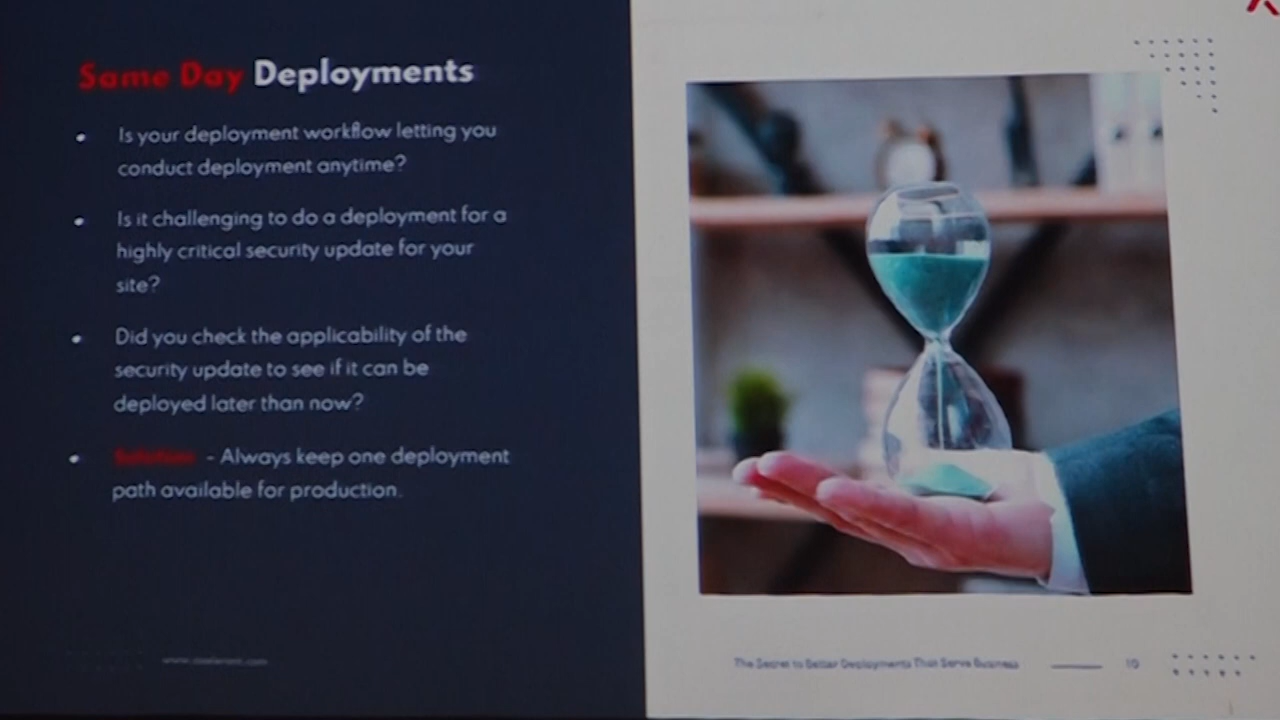 Same Day Deployments
Is your deployment workflow letting you
conduct deployment anytime?
Is it challenging to do a deployment for a
highly critical security update for your
site?
Did you check the applicability of the
security update to see if it can be
deployed later than now?
Solution - Always keep one deployment
path available for production.
The Secret to Better Deployments That Serve Business
10